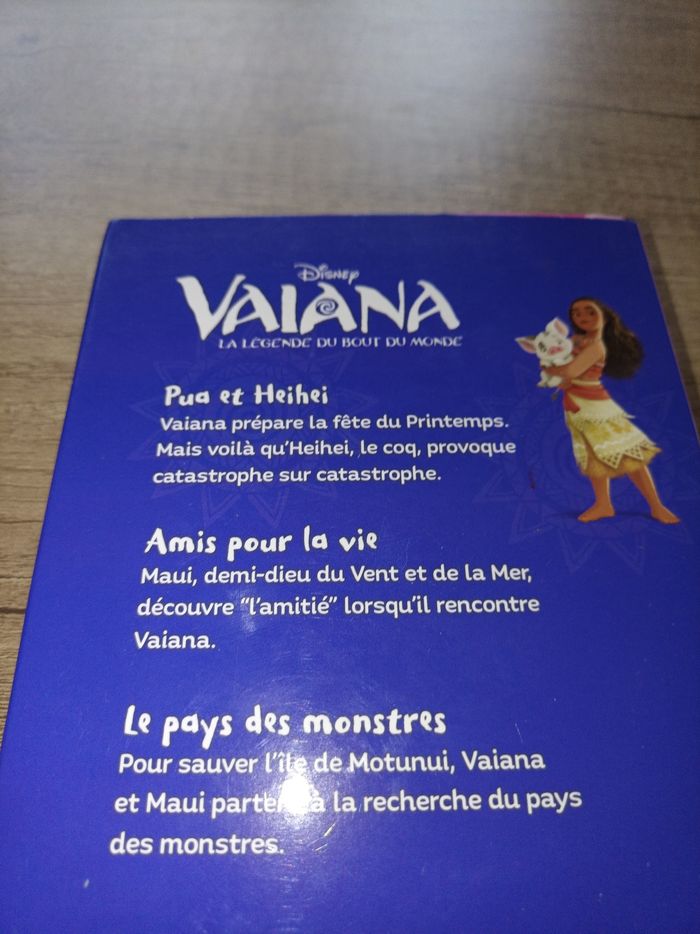 Disney
VAIANA
LA LÉGENDE DU BOUT DU MONDE
Pua et Heihei
Vaiana prépare la fête du Printemps.
Mais voilà qu'Heihei, le coq, provoque
catastrophe sur catastrophe.
Amis pour la vie
Maui, demi-dieu du Vent et de la Mer,
découvre "l'amitié" lorsqu'il rencontre
Vaiana.
Le pays des monstres
Pour sauver l'île de Motunui, Vaiana
et Maui partent à la recherche du pays
des monstres.